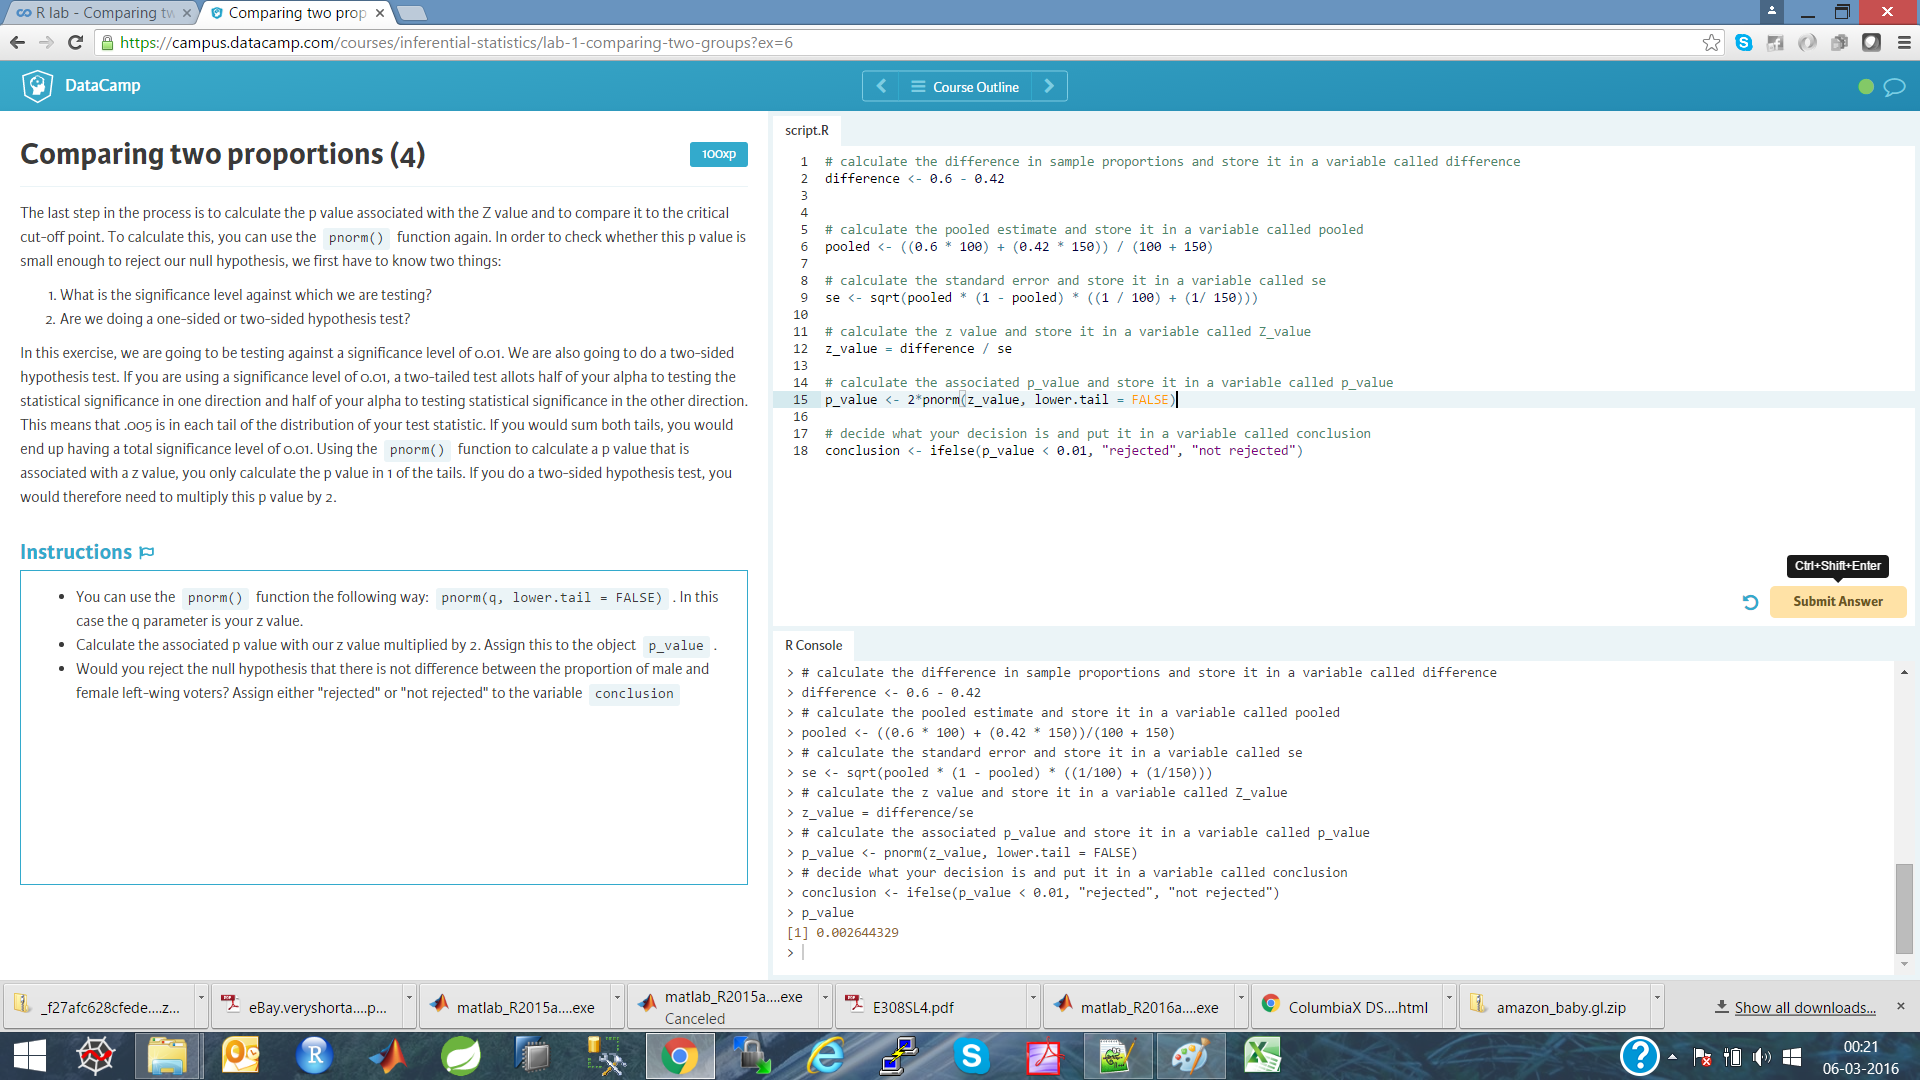 R lab - Comparing tw
Comparing two prop
https://campus.datacamp.com/courses/inferential-statistics/lab-1-comparing-two-groups?ex=6
DataCamp
Course Outline
Comparing two proportions (4)
100xp
The last step in the process is to calculate the p value associated with the Z value and to compare it to the critical
cut-off point. To calculate this, you can use the pnorm() function again. In order to check whether this p value is
small enough to reject our null hypothesis, we first have to know two things:
1. What is the significance level against which we are testing?
2. Are we doing a one-sided or two-sided hypothesis test?
In this exercise, we are going to be testing against a significance level of 0.01. We are also going to do a two-sided
hypothesis test. If you are using a significance level of 0.01, a two-tailed test allots half of your alpha to testing the
statistical significance in one direction and half of your alpha to testing statistical significance in the other direction.
This means that .005 is in each tail of the distribution of your test statistic. If you would sum both tails, you would
end up having a total significance level of 0.01. Using the pnorm() function to calculate a p value that is
associated with a z value, you only calculate the p value in 1 of the tails. If you do a two-sided hypothesis test, you
would therefore need to multiply this p value by 2.
Instructions
• You can use the pnorm() function the following way: pnorm(q, lower.tail = FALSE) . In this
case the q parameter is your z value.
• Calculate the associated p value with our z value multiplied by 2. Assign this to the object p_value .
• Would you reject the null hypothesis that there is not difference between the proportion of male and
female left-wing voters? Assign either "rejected" or "not rejected" to the variable conclusion
script.R
1 # calculate the difference in sample proportions and store it in a variable called difference
2 difference <- 0.6 - 0.42
3
4
5 # calculate the pooled estimate and store it in a variable called pooled
6 pooled <- ((0.6 * 100) + (0.42 * 150)) / (100 + 150)
7
8 # calculate the standard error and store it in a variable called se
9 se <- sqrt(pooled * (1 - pooled) * ((1 / 100) + (1/ 150)))
10
11 # calculate the z value and store it in a variable called Z_value
12 z_value = difference / se
13
14 # calculate the associated p_value and store it in a variable called p_value
15 p_value <- 2*pnorm(z_value, lower.tail = FALSE)
16
17 # decide what your decision is and put it in a variable called conclusion
18 conclusion <- ifelse(p_value < 0.01, "rejected", "not rejected")
Ctrl+Shift+Enter
Submit Answer
R Console
> # calculate the difference in sample proportions and store it in a variable called difference
> difference <- 0.6 - 0.42
> # calculate the pooled estimate and store it in a variable called pooled
> pooled <- ((0.6 * 100) + (0.42 * 150))/(100 + 150)
> # calculate the standard error and store it in a variable called se
> se <- sqrt(pooled * (1 - pooled) * ((1/100) + (1/150)))
> # calculate the z value and store it in a variable called Z_value
> z_value = difference/se
> # calculate the associated p_value and store it in a variable called p_value
> p_value <- pnorm(z_value, lower.tail = FALSE)
> # decide what your decision is and put it in a variable called conclusion
> conclusion <- ifelse(p_value < 0.01, "rejected", "not rejected")
> p_value
[1] 0.002644329
>
_f27afc628cfede....z...
eBay.veryshorta....p...
matlab_R2015a....exe
matlab_R2015a....exe
Canceled
E308SL4.pdf
matlab_R2016a....exe
ColumbiaX DS....html
amazon_baby.gl.zip
Show all downloads...
00:21
06-03-2016